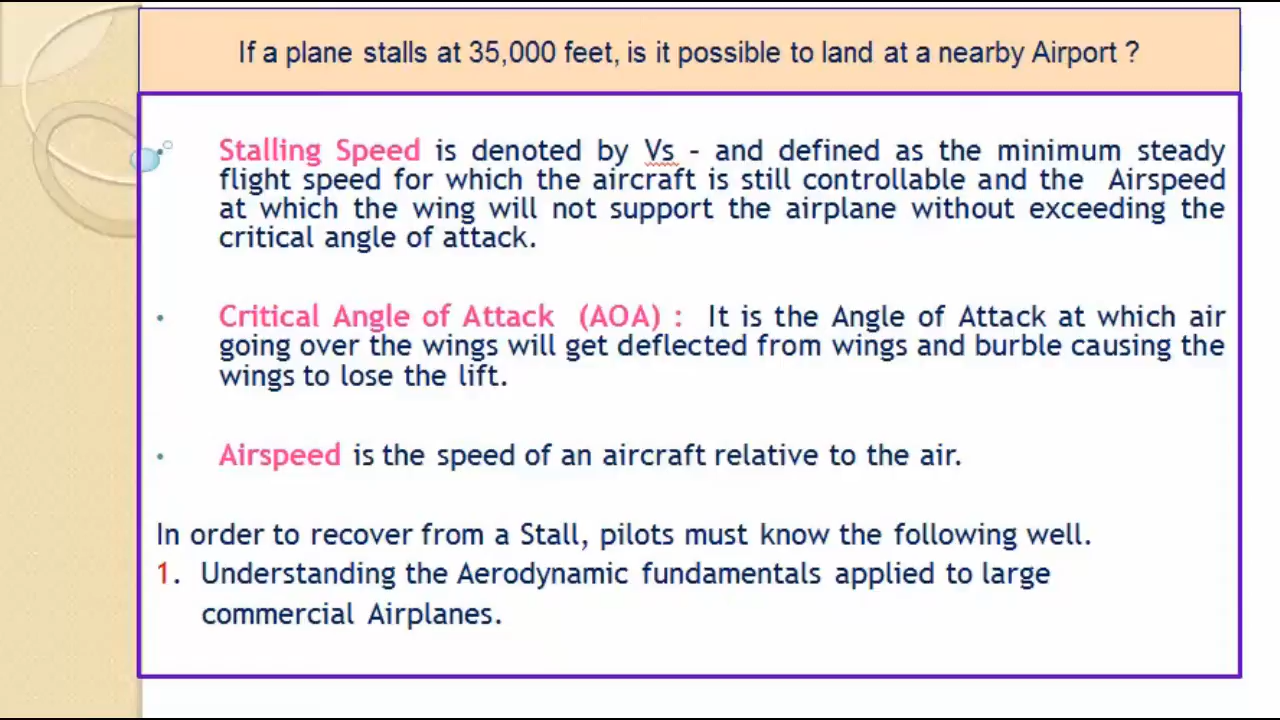 If a plane stalls at 35,000 feet, is it possible to land at a nearby Airport ?
Stalling Speed is denoted by Vs - and defined as the minimum steady
flight speed for which the aircraft is still controllable and the Airspeed
at which the wing will not support the airplane without exceeding the
critical angle of attack.
• Critical Angle of Attack (AOA) : It is the Angle of Attack at which air
going over the wings will get deflected from wings and burble causing the
wings to lose the lift.
• Airspeed is the speed of an aircraft relative to the air.
In order to recover from a Stall, pilots must know the following well.
1. Understanding the Aerodynamic fundamentals applied to large
commercial Airplanes.